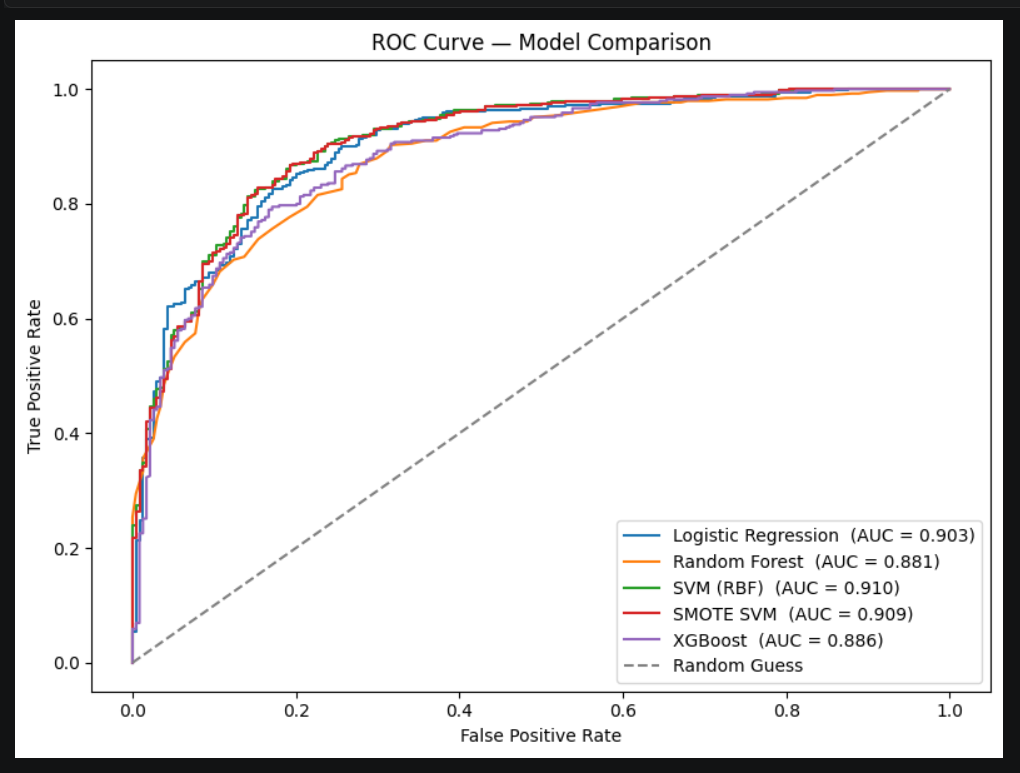 ROC Curve — Model Comparison
True Positive Rate
1.0
0.8
0.6
0.4
0.2
0.0
Logistic Regression (AUC = 0.903)
Random Forest (AUC = 0.881)
SVM (RBF) (AUC = 0.910)
SMOTE SVM (AUC = 0.909)
XGBoost (AUC = 0.886)
Random Guess
0.0 0.2 0.4 0.6 0.8 1.0
False Positive Rate